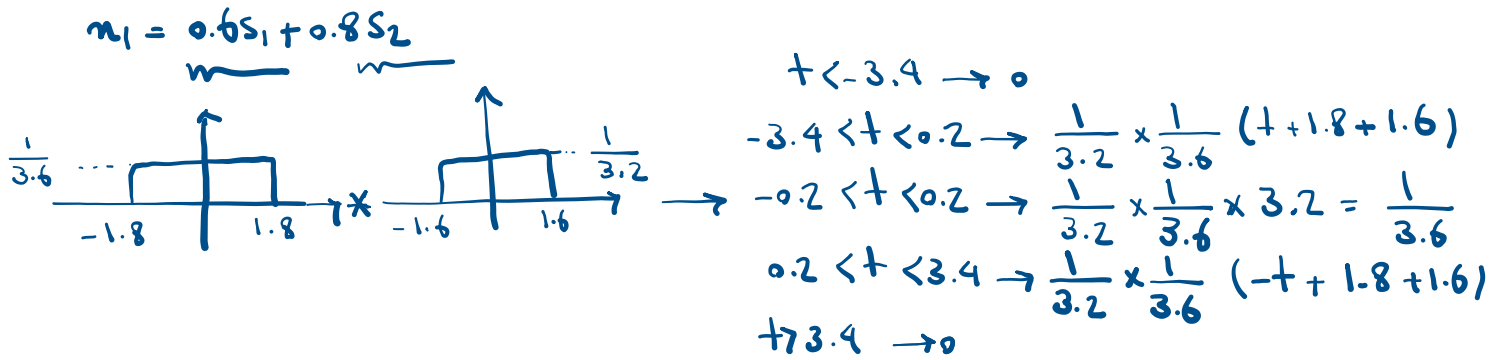 x₁ = 0.6S₁ + 0.8S₂
1/3.6
-1.8 1.8
*
1/3.2
-1.6 1.6
→
t < -3.4 → 0
-3.4 < t < 0.2 → 1/3.2 × 1/3.6 (t + 1.8 + 1.6)
-0.2 < t < 0.2 → 1/3.2 × 1/3.6 × 3.2 = 1/3.6
0.2 < t < 3.4 → 1/3.2 × 1/3.6 (-t + 1.8 + 1.6)
t > 3.4 → 0